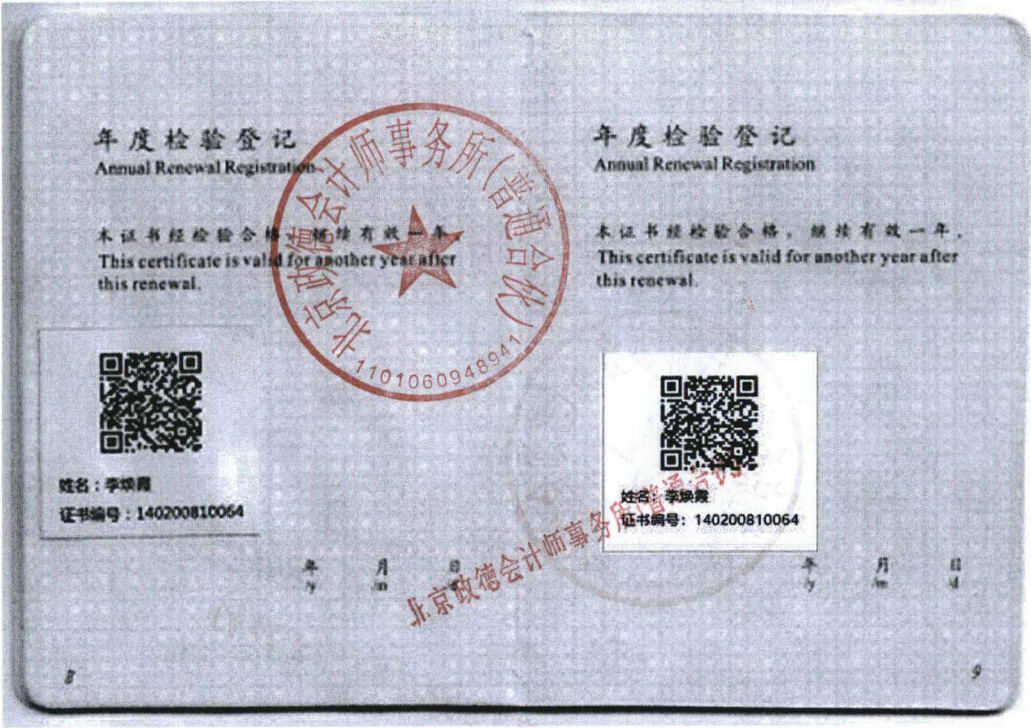 年度检验登记
Annual Renewal Registration
本证书经检验合格，继续有效一年。
This certificate is valid for another year after
this renewal.
姓名：李焕霞
证书编号：140200810064
年 月 日
/y /m /d
8
北京政德会计师事务所（普通合伙）
1101060948941
北京政德会计师事务所(普通合伙)
年度检验登记
Annual Renewal Registration
本证书经检验合格，继续有效一年。
This certificate is valid for another year after
this renewal.
姓名：李焕霞
证书编号：140200810064
年 月 日
/y /m /d
9